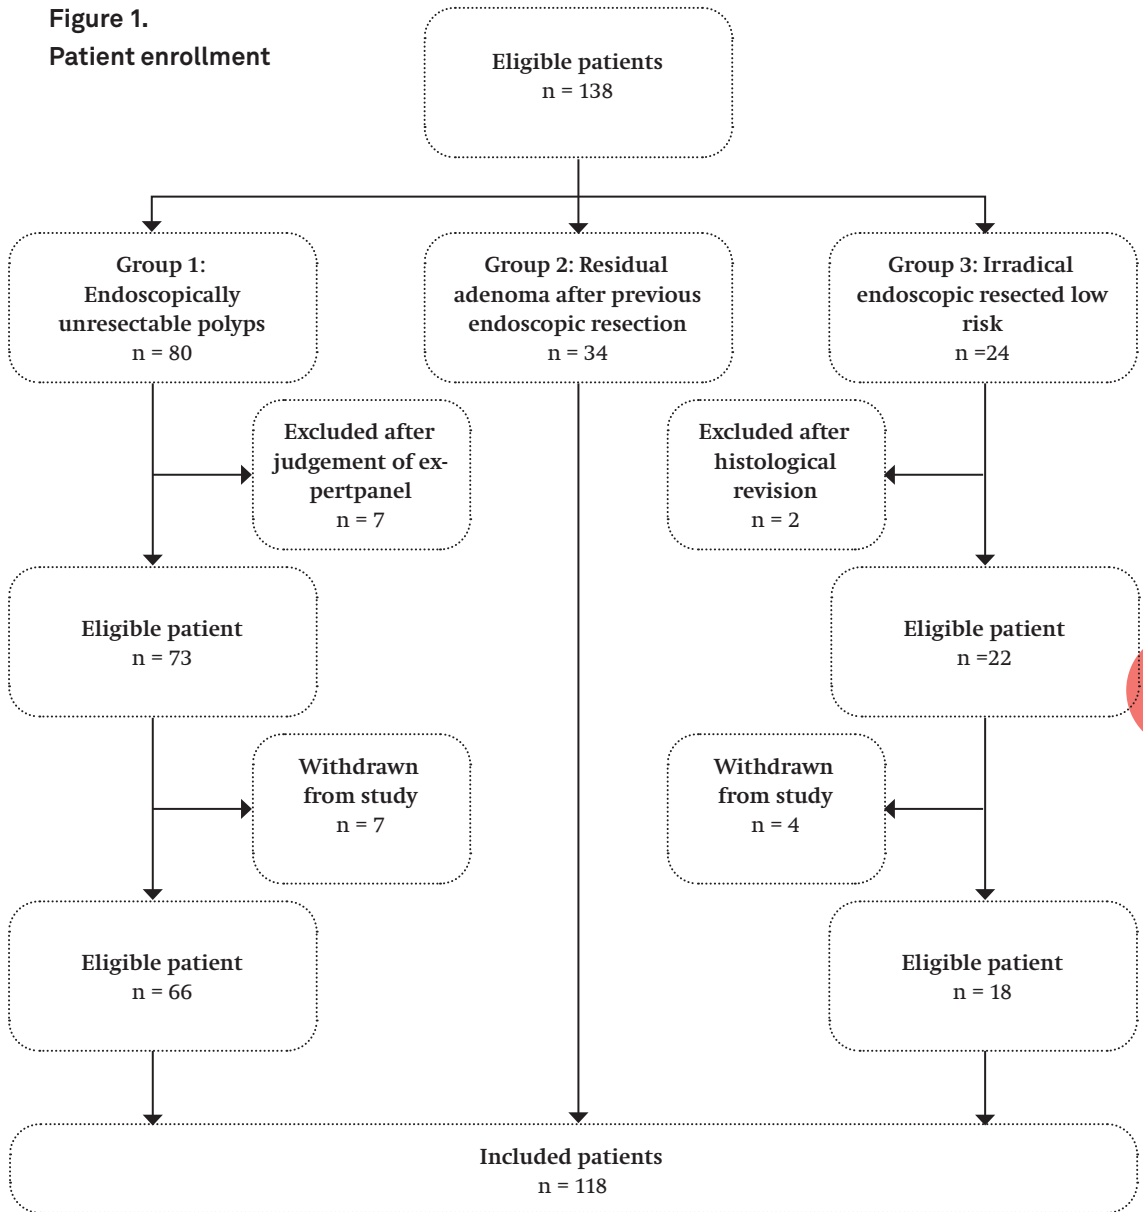 Figure 1.
Patient enrollment
Eligible patients
n = 138
Group 1:
Endoscopically
unresectable polyps
n = 80
Group 2: Residual
adenoma after previous
endoscopic resection
n = 34
Group 3: Irradical
endoscopic resected low
risk
n =24
Excluded after
judgement of ex-
pertpanel
n = 7
Excluded after
histological
revision
n = 2
Eligible patient
n = 73
Eligible patient
n =22
Withdrawn
from study
n = 7
Withdrawn
from study
n = 4
Eligible patient
n = 66
Eligible patient
n = 18
Included patients
n = 118